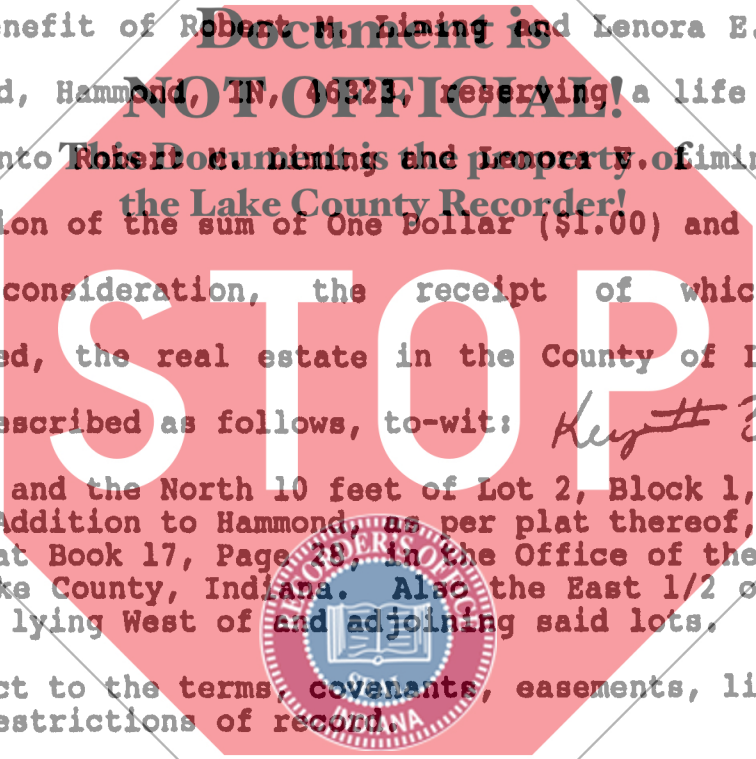 enefit of Robert M. Liming and Lenora E.
Document is
d, Hammond, IN, 46323, reserving a life
NOT OFFICIAL!
nto Robert M. Liming and Lenora E. Limin
This Document is the property of
the Lake County Recorder!
ion of the sum of One Dollar ($1.00) and
consideration, the receipt of whic
STOP
ed, the real estate in the County of L
escribed as follows, to-wit:
and the North 10 feet of Lot 2, Block 1,
Addition to Hammond, as per plat thereof,
at Book 17, Page 28, in the Office of the
ke County, Indiana. Also the East 1/2 o
lying West of and adjoining said lots.
RECORDER'S OFFICE
SEAL
INDIANA
ct to the terms, covenants, easements, li
estrictions of record.